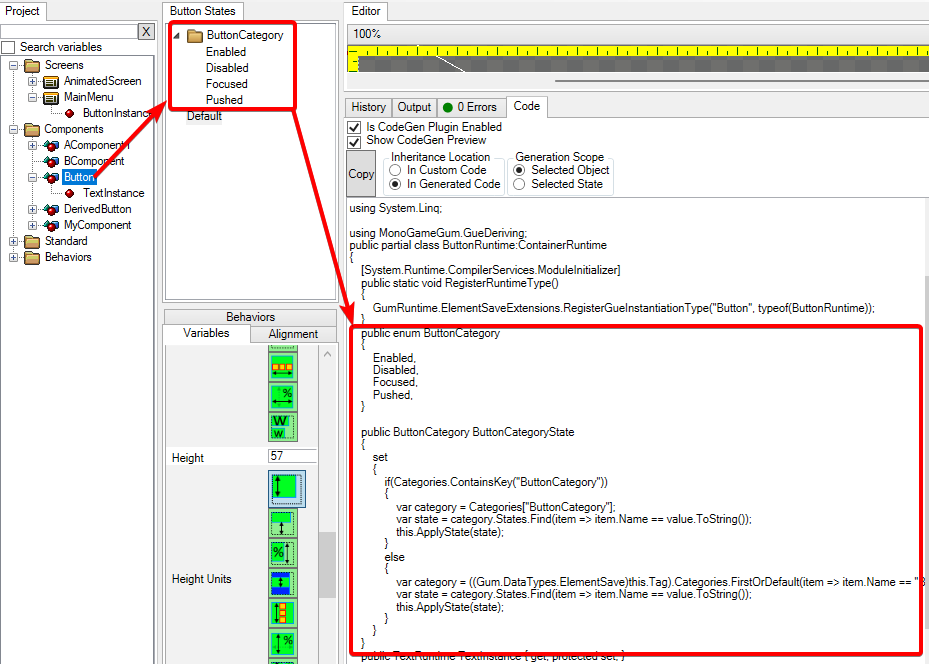 Project
X
Search variables
Screens
AnimatedScreen
MainMenu
ButtonInstance
Components
AComponent
BComponent
Button
TextInstance
DerivedButton
MyComponent
Standard
Behaviors
Button States
ButtonCategory
Enabled
Disabled
Focused
Pushed
Default
Behaviors
Variables
Alignment
%
W
W
Height
57
%
Height Units
%
Editor
100%
History
Output
0 Errors
Code
Is CodeGen Plugin Enabled
Show CodeGen Preview
Copy
Inheritance Location
In Custom Code
In Generated Code
Generation Scope
Selected Object
Selected State
using System.Linq;
using MonoGameGum.GueDeriving;
public partial class ButtonRuntime:ContainerRuntime
{
[System.Runtime.CompilerServices.ModuleInitializer]
public static void RegisterRuntimeType()
{
GumRuntime.ElementSaveExtensions.RegisterGueInstantiationType("Button", typeof(ButtonRuntime));
}
public enum ButtonCategory
{
Enabled,
Disabled,
Focused,
Pushed,
}
public ButtonCategory ButtonCategoryState
{
set
{
if(Categories.ContainsKey("ButtonCategory"))
{
var category = Categories["ButtonCategory"];
var state = category.States.Find(item => item.Name == value.ToString());
this.ApplyState(state);
}
else
{
var category = ((Gum.DataTypes.ElementSave)this.Tag).Categories.FirstOrDefault(item => item.Name == "
var state = category.States.Find(item => item.Name == value.ToString());
this.ApplyState(state);
}
}
}
public TextRuntime TextInstance { get; protected set; }